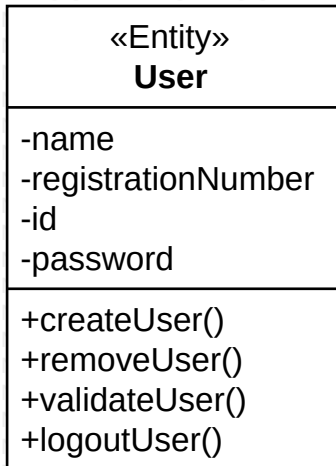 «Entity»
User
-name
-registrationNumber
-id
-password
+createUser()
+removeUser()
+validateUser()
+logoutUser()